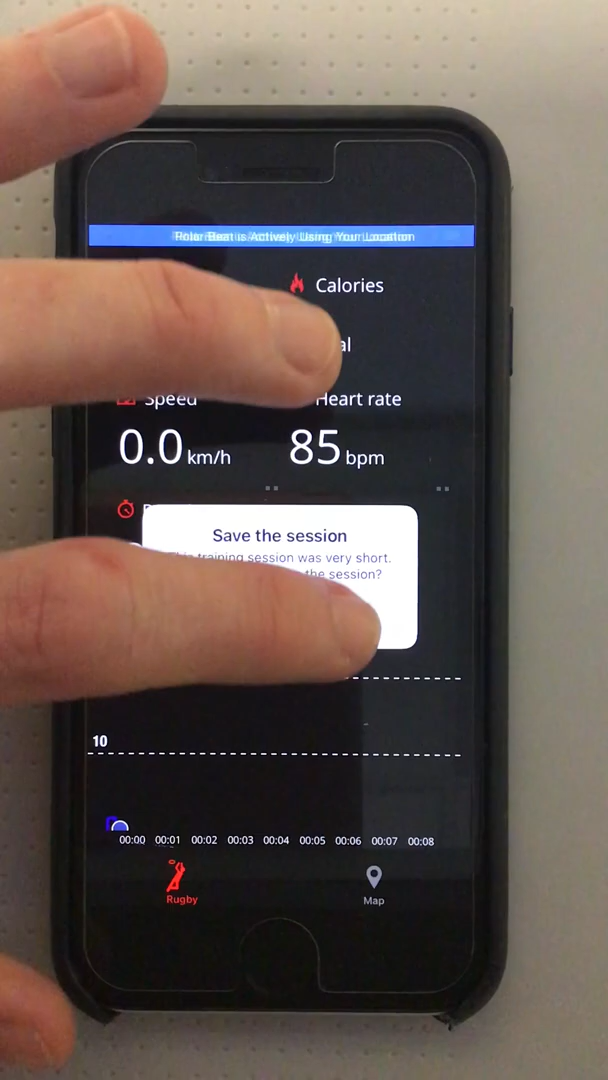 Polar Beat is Actively Using Your Location
Calories
Speed
Heart rate
0.0 km/h
85 bpm
Save the session
training session was very short.
the session?
10
00:00 00:01 00:02 00:03 00:04 00:05 00:06 00:07 00:08
Rugby
Map